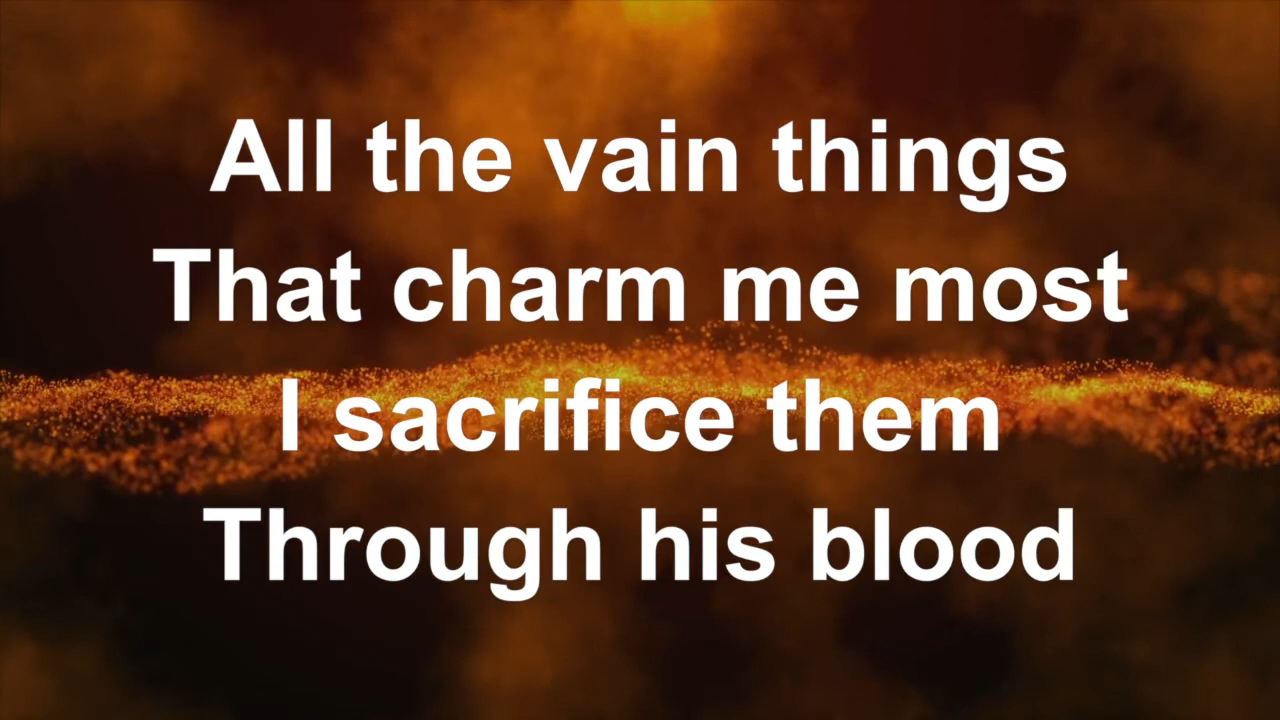 All the vain things
That charm me most
I sacrifice them
Through his blood